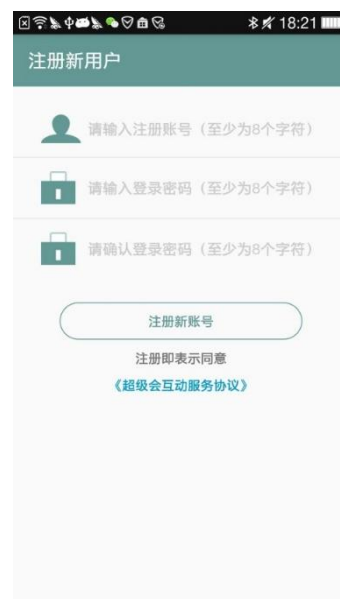 18:21
注册新用户
请输入注册账号（至少为8个字符）
请输入登录密码（至少为8个字符）
请确认登录密码（至少为8个字符）
注册新账号
注册即表示同意
《超级会互动服务协议》